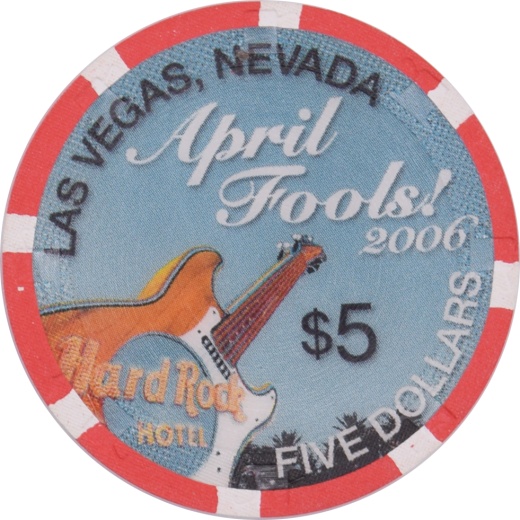 LAS VEGAS, NEVADA
April
Fools!
2006
$5
Hard Rock
HOTEL
FIVE DOLLARS